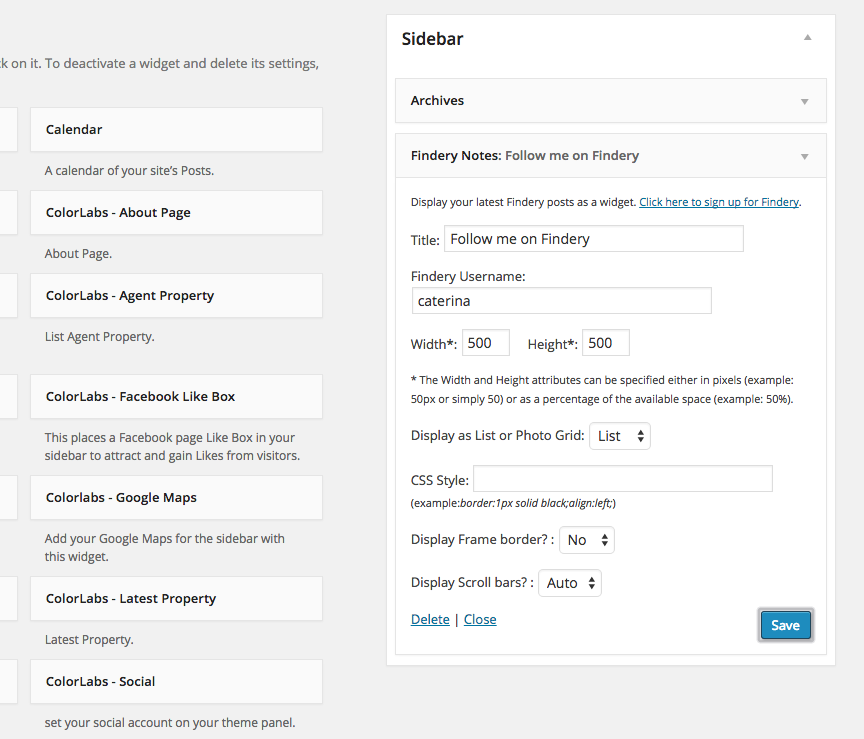 k on it. To deactivate a widget and delete its settings,
Calendar
A calendar of your site's Posts.
ColorLabs - About Page
About Page.
ColorLabs - Agent Property
List Agent Property.
ColorLabs - Facebook Like Box
This places a Facebook page Like Box in your
sidebar to attract and gain Likes from visitors.
Colorlabs - Google Maps
Add your Google Maps for the sidebar with
this widget.
ColorLabs - Latest Property
Latest Property.
ColorLabs - Social
set your social account on your theme panel.
Sidebar
Archives
Findery Notes: Follow me on Findery
Display your latest Findery posts as a widget. Click here to sign up for Findery.
Title: Follow me on Findery
Findery Username:
caterina
Width*: 500 Height*: 500
* The Width and Height attributes can be specified either in pixels (example:
50px or simply 50) or as a percentage of the available space (example: 50%).
Display as List or Photo Grid: List
CSS Style:
(example:border:1px solid black;align:left;)
Display Frame border? : No
Display Scroll bars? : Auto
Delete | Close
Save